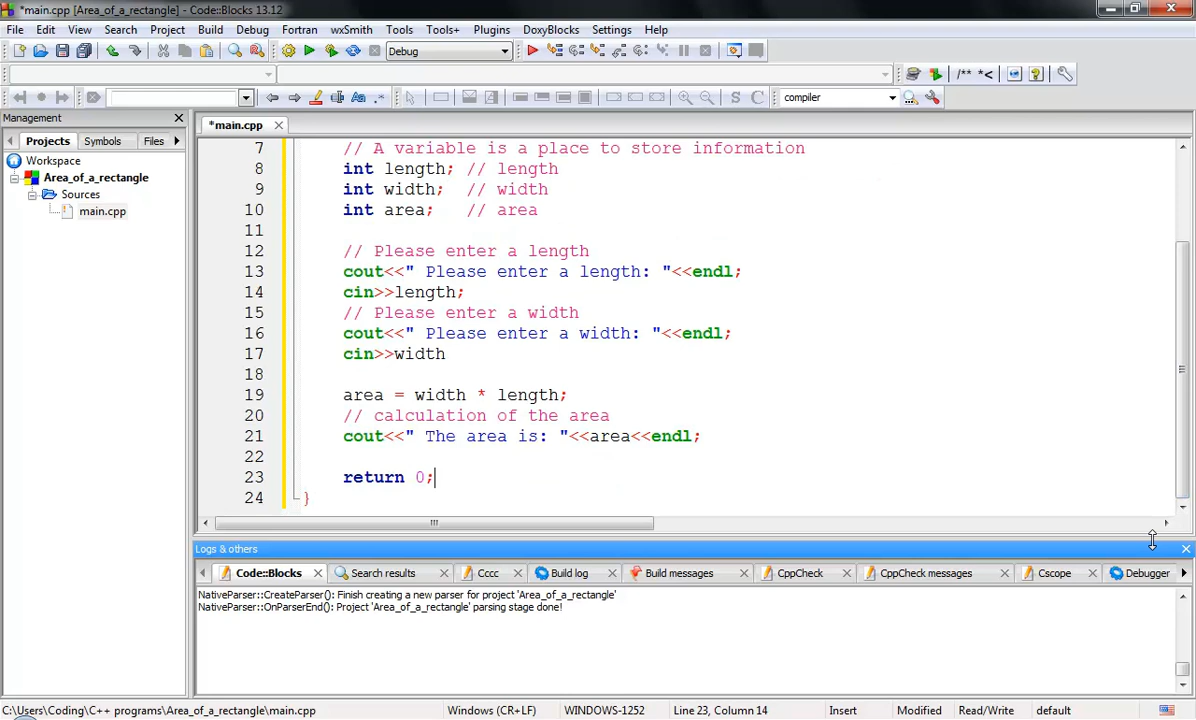 *main.cpp [Area_of_a_rectangle] - Code::Blocks 13.12
File Edit View Search Project Build Debug Fortran wxSmith Tools Tools+ Plugins DoxyBlocks Settings Help
Debug
/** *<
Aa .* S C compiler
Management
*main.cpp
Projects Symbols Files
Workspace
Area_of_a_rectangle
Sources
main.cpp
7 // A variable is a place to store information
8 int length; // length
9 int width; // width
10 int area; // area
11
12 // Please enter a length
13 cout<<" Please enter a length: "<<endl;
14 cin>>length;
15 // Please enter a width
16 cout<<" Please enter a width: "<<endl;
17 cin>>width
18
19 area = width * length;
20 // calculation of the area
21 cout<<" The area is: "<<area<<endl;
22
23 return 0;
24 }
Logs & others
Code::Blocks Search results Cccc Build log Build messages CppCheck CppCheck messages Cscope Debugger
NativeParser::CreateParser(): Finish creating a new parser for project 'Area_of_a_rectangle'
NativeParser::OnParserEnd(): Project 'Area_of_a_rectangle' parsing stage done!
C:\Users\Coding\C++ programs\Area_of_a_rectangle\main.cpp Windows (CR+LF) WINDOWS-1252 Line 23, Column 14 Insert Modified Read/Write default